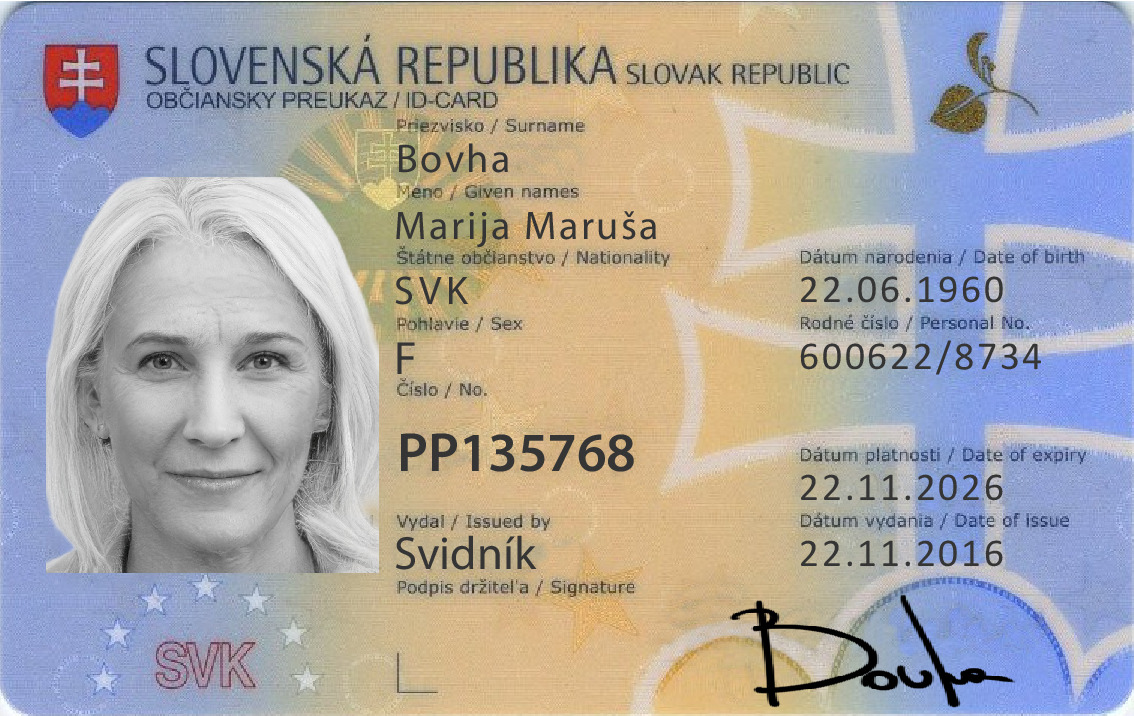 SLOVENSKÁ REPUBLIKA SLOVAK REPUBLIC
OBČIANSKY PREUKAZ / ID-CARD
Priezvisko / Surname
Bovha
Meno / Given names
Marija Maruša
Štátne občianstvo / Nationality
SVK
Dátum narodenia / Date of birth
22.06.1960
Pohlavie / Sex
F
Rodné číslo / Personal No.
600622/8734
Číslo / No.
PP135768
Dátum platnosti / Date of expiry
22.11.2026
Vydal / Issued by
Svidník
Dátum vydania / Date of issue
22.11.2016
Podpis držiteľa / Signature
Bovha
SVK